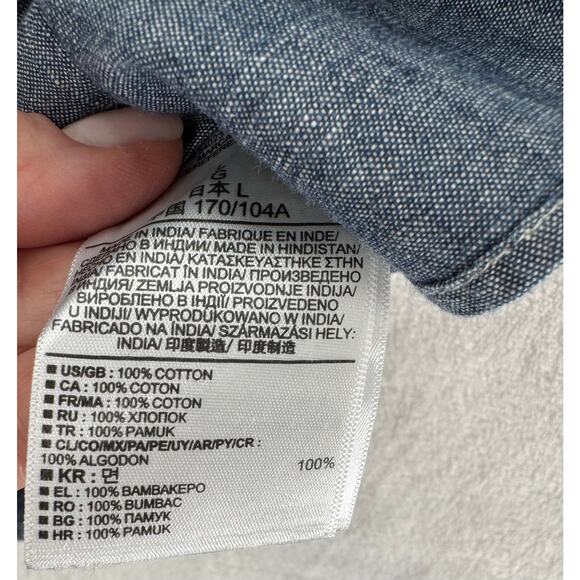 G
日本 L
国 170/104A
IN INDIA/ FABRIQUE EN INDE/
СДЕЛАНО В ИНДИИ/ MADE IN HINDISTAN/
EN INDIA/ ΚΑΤΑΣΚΕΥΑΣΤΗΚΕ ΣΤΗΝ
FABRICAT ÎN INDIA/ ПРОИЗВЕДЕНО
ИНДИЯ/ ZEMLJA PROIZVODNJE INDIJA/
ВИРОБЛЕНО В ІНДІЇ/ PROIZVEDENO
U INDIJI/ WYPRODUKOWANO W INDIA/
FABRICADO NA ÍNDIA/ SZÁRMAZÁSI HELY:
INDIA/ 印度製造/ 印度制造
■ US/GB : 100% COTTON
■ CA : 100% COTON
■ FR/MA : 100% COTON
■ RU : 100% ХЛОПОК
■ TR : 100% PAMUK
■ CL/CO/MX/PA/PE/UY/AR/PY/CR :
100% ALGODON
■ KR : 면 100%
■ EL : 100% ΒΑΜΒΑΚΕΡΟ
■ RO : 100% BUMBAC
■ BG : 100% ПАМУК
■ HR : 100% PAMUK